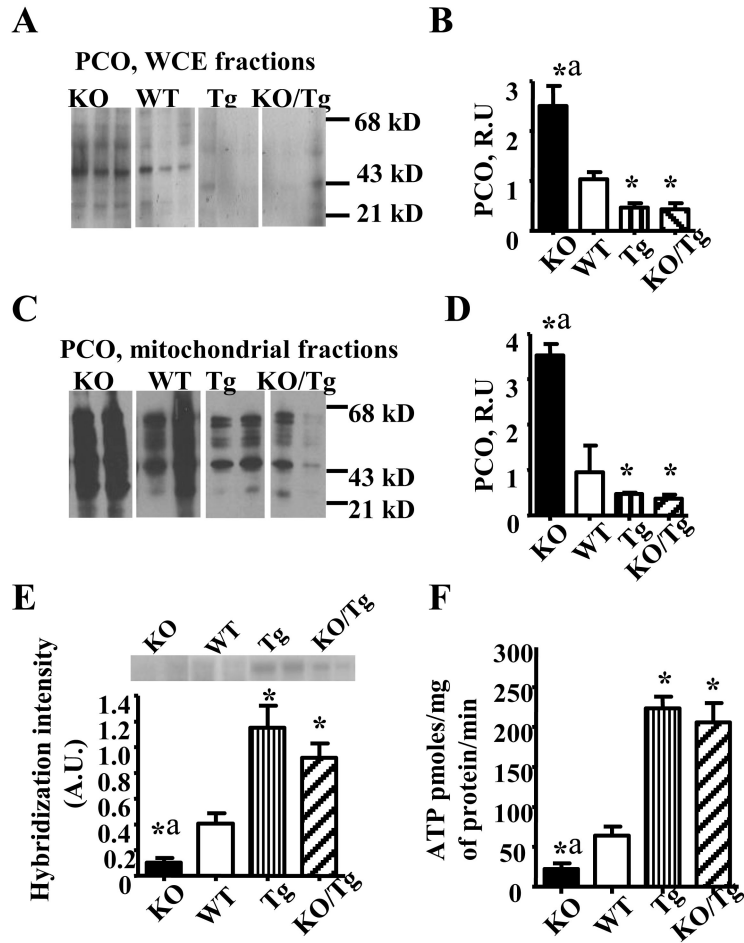 A
PCO, WCE fractions
KO WT Tg KO/Tg
68 kD
43 kD
21 kD
B
PCO, R.U
3
2
1
0
*a
*
*
KO
WT
Tg
KO/Tg
C
PCO, mitochondrial fractions
KO WT Tg KO/Tg
68 kD
43 kD
21 kD
D
PCO, R.U
4
3
2
1
0
*a
*
*
KO
WT
Tg
KO/Tg
E
KO
WT
Tg
KO/Tg
Hybridization intensity
(A.U.)
1.4
1.2
1.0
0.8
0.6
0.4
0.2
0
*a
*
*
KO
WT
Tg
KO/Tg
F
ATP pmoles/mg
of protein/min
300
250
200
150
100
50
0
*a
*
*
KO
WT
Tg
KO/Tg